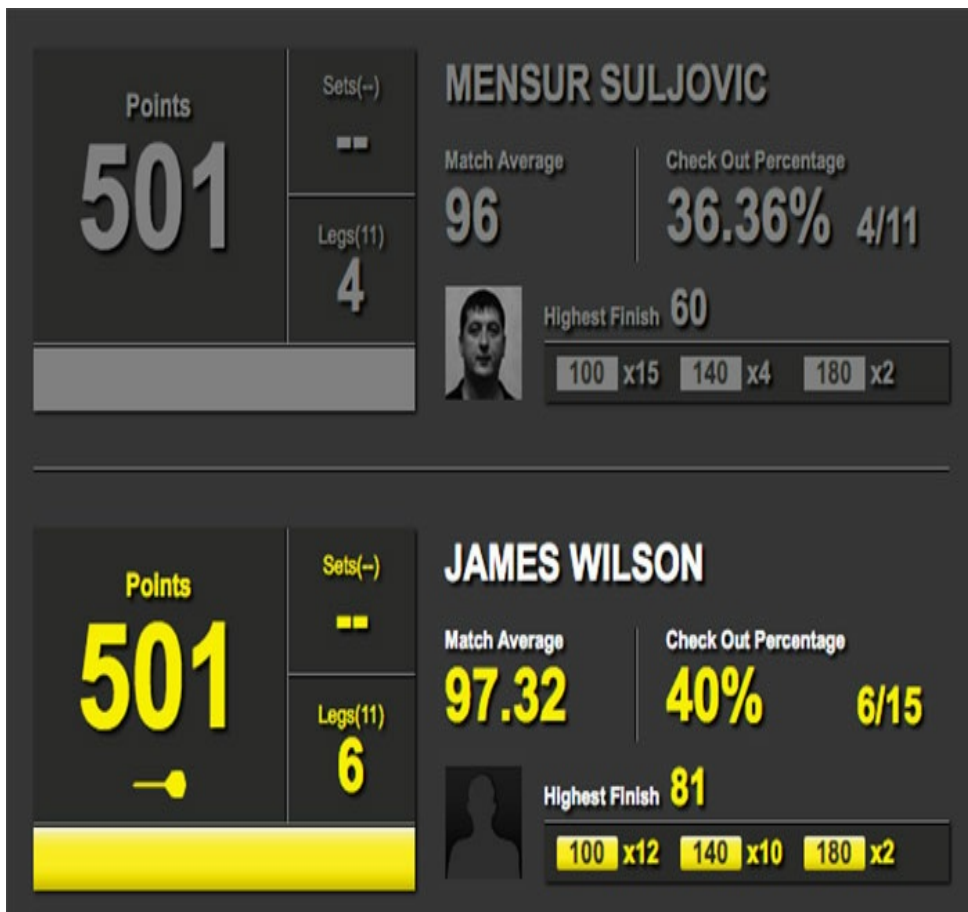 MENSUR SULJOVIC
Points
501
Sets(--)
--
Legs(11)
4
Match Average
96
Check Out Percentage
36.36% 4/11
Highest Finish 60
100 x15 140 x4 180 x2
JAMES WILSON
Points
501
Sets(--)
--
Legs(11)
6
Match Average
97.32
Check Out Percentage
40% 6/15
Highest Finish 81
100 x12 140 x10 180 x2